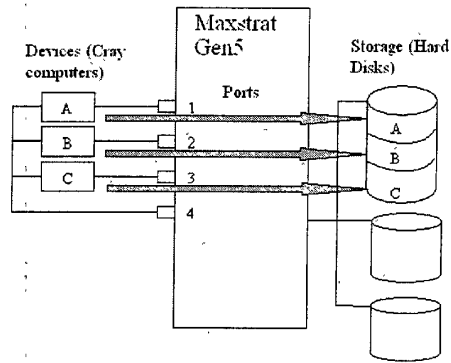 Maxstrat
Gen5
Devices (Cray
computers)
Storage (Hard
Disks)
Ports
A
1
A
B
2
B
C
3
C
4